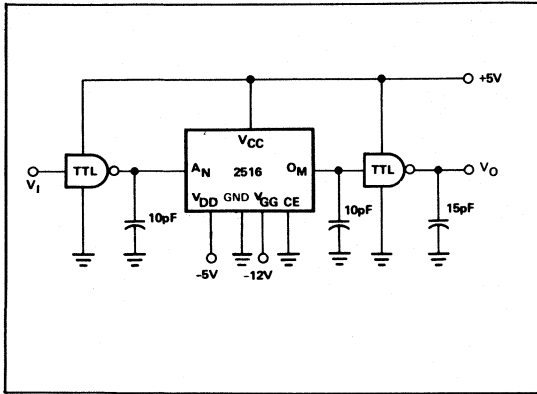 +5V
VCC
TTL
AN
2516
OM
TTL
VO
VI
VDD GND VGG CE
10pF
10pF
15pF
-5V
-12V